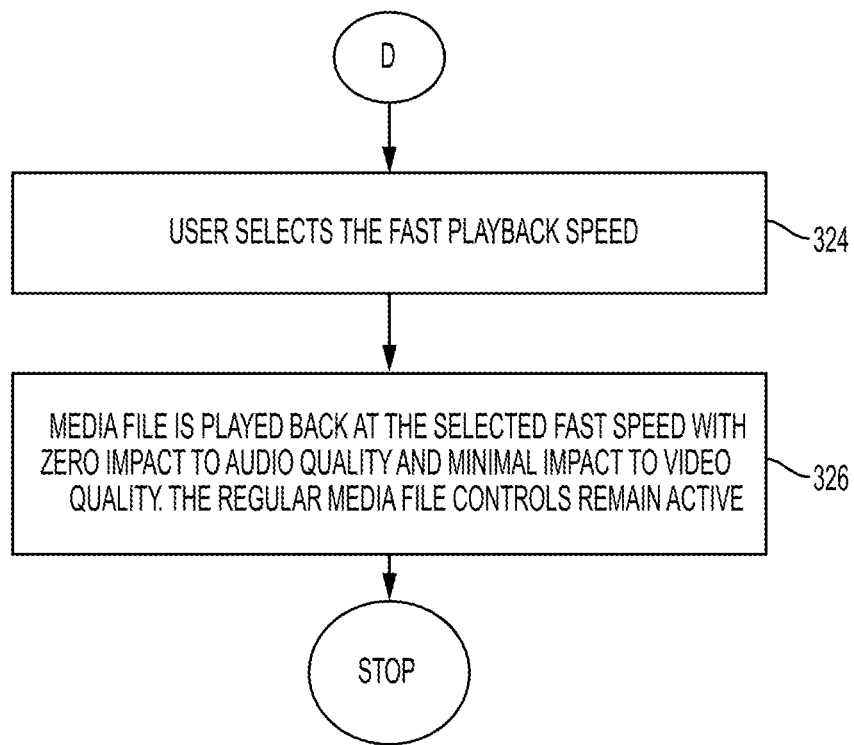 D
USER SELECTS THE FAST PLAYBACK SPEED
324
MEDIA FILE IS PLAYED BACK AT THE SELECTED FAST SPEED WITH
ZERO IMPACT TO AUDIO QUALITY AND MINIMAL IMPACT TO VIDEO
QUALITY. THE REGULAR MEDIA FILE CONTROLS REMAIN ACTIVE
326
STOP